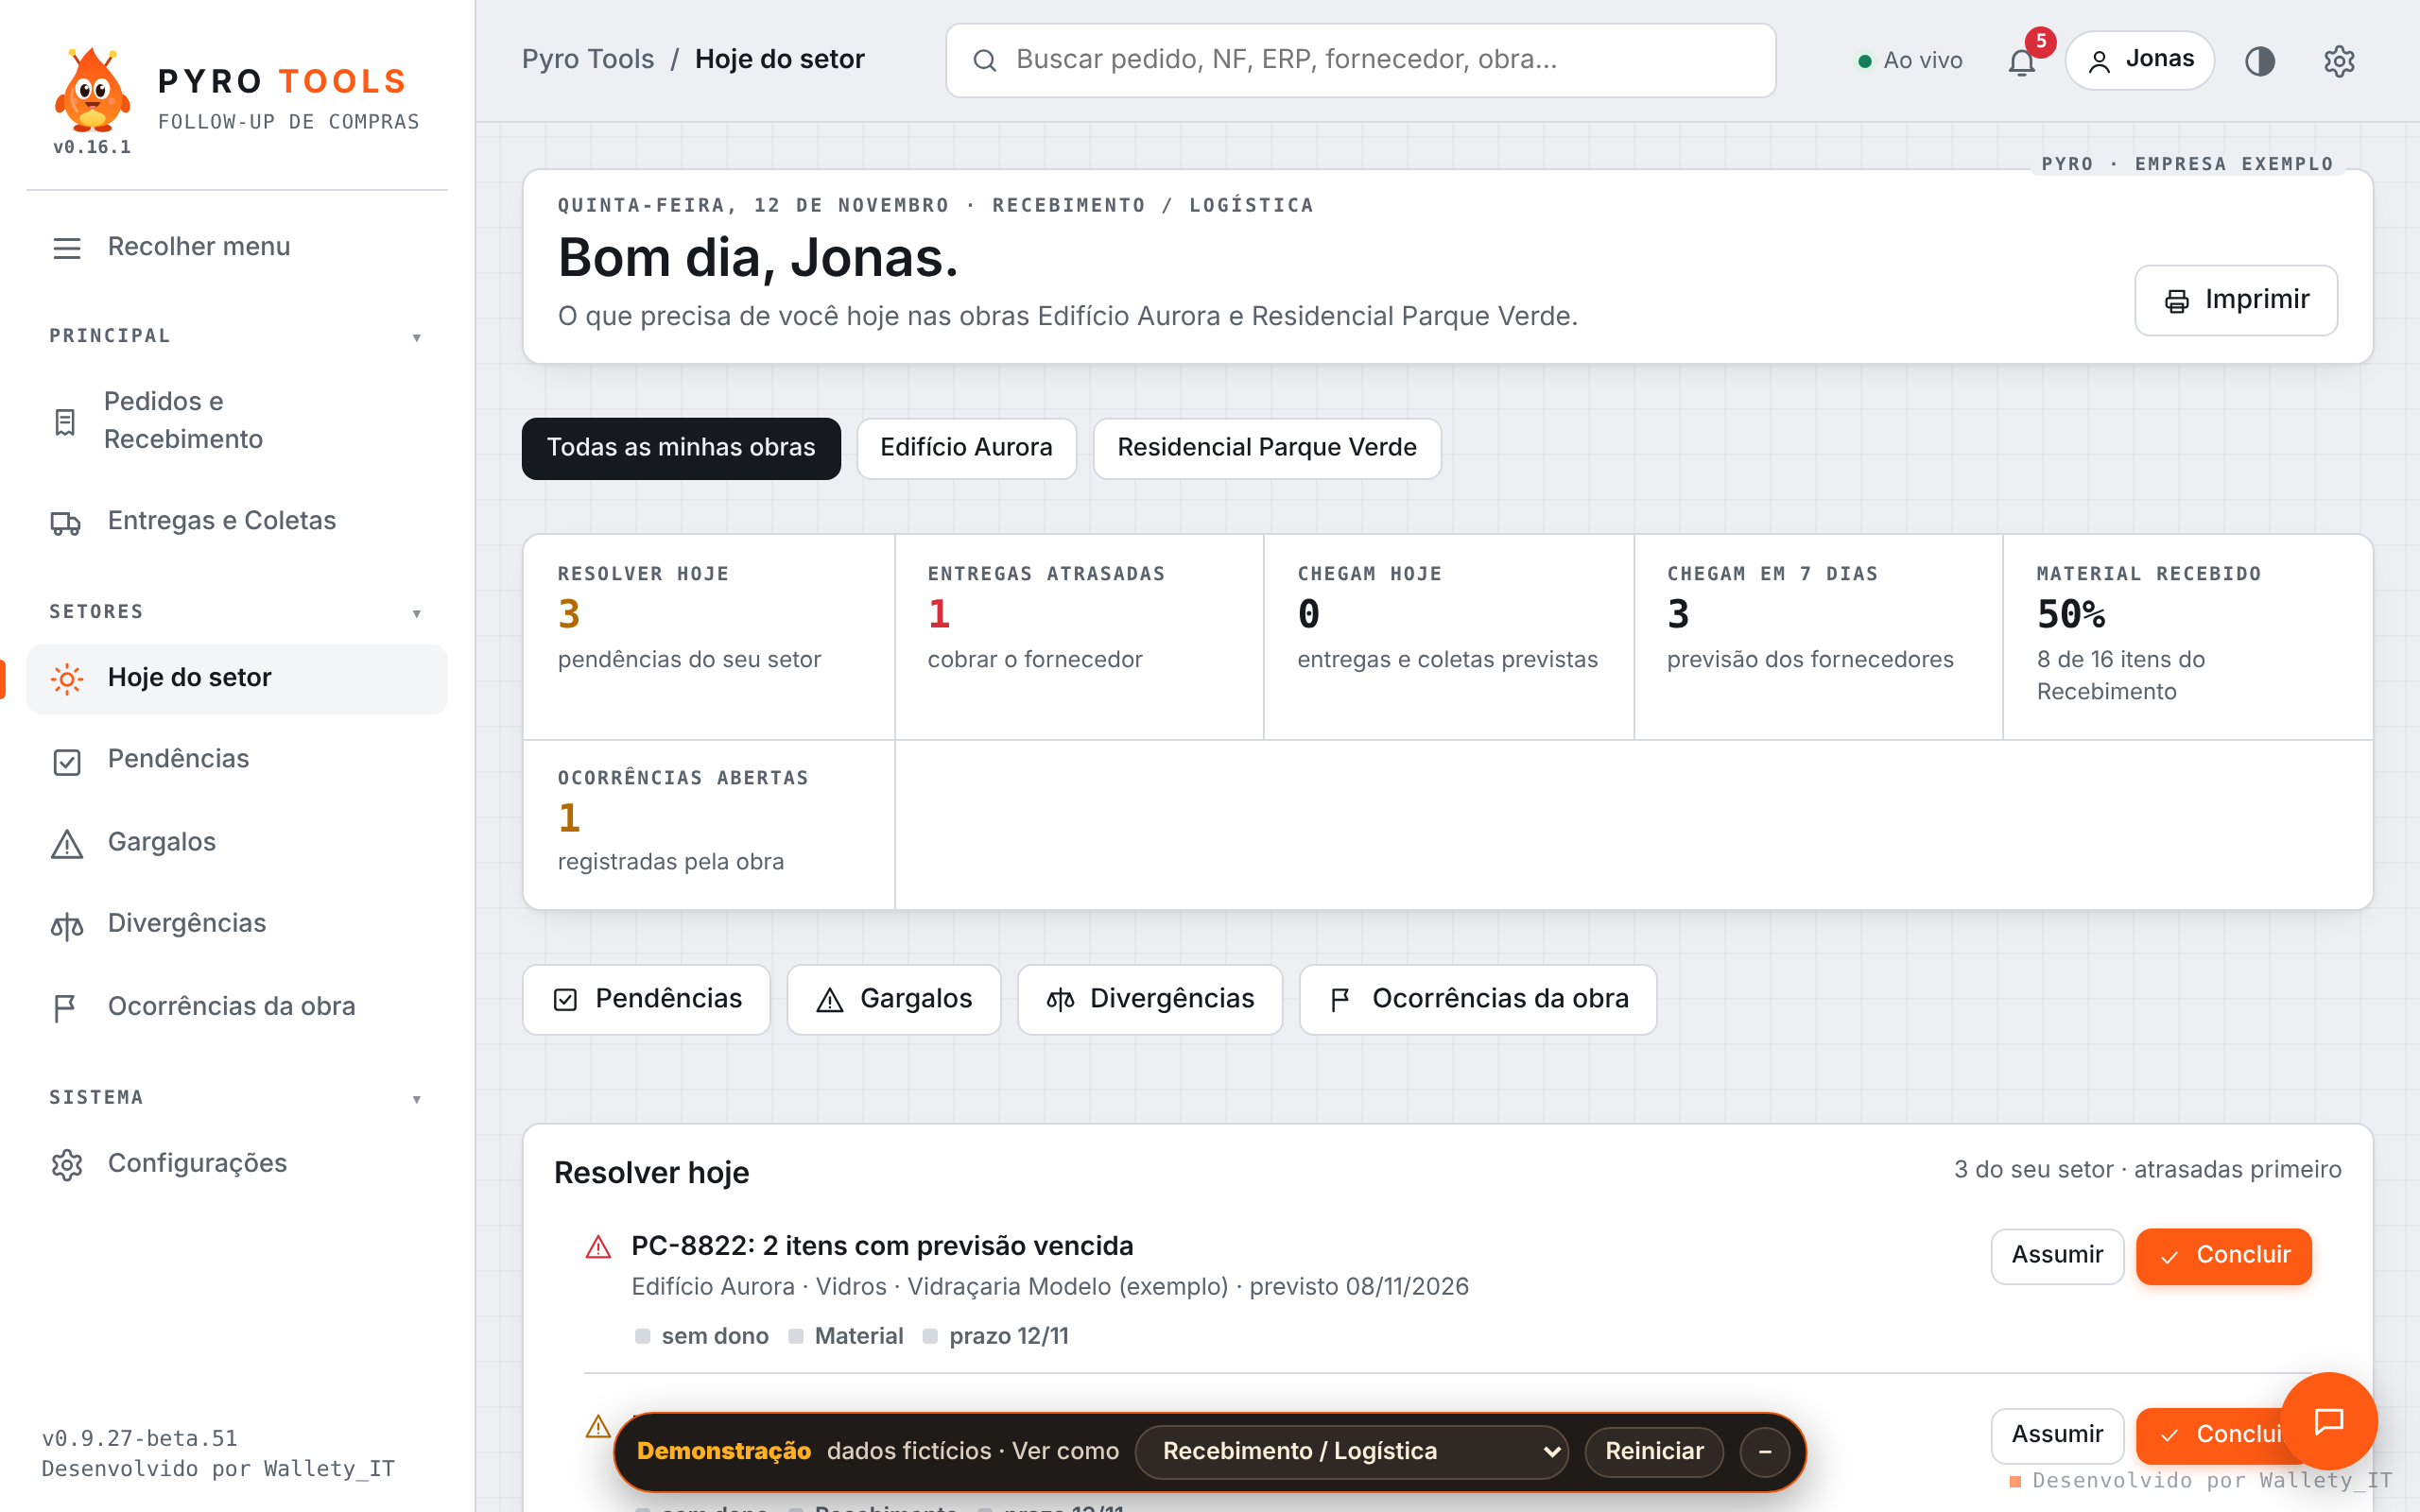 PYRO TOOLS
FOLLOW-UP DE COMPRAS
v0.16.1
Recolher menu
PRINCIPAL
Pedidos e
Recebimento
Entregas e Coletas
SETORES
Hoje do setor
Pendências
Gargalos
Divergências
Ocorrências da obra
SISTEMA
Configurações
v0.9.27-beta.51
Desenvolvido por Wallety_IT
Pyro Tools / Hoje do setor
Buscar pedido, NF, ERP, fornecedor, obra...
Ao vivo
5
Jonas
PYRO · EMPRESA EXEMPLO
QUINTA-FEIRA, 12 DE NOVEMBRO · RECEBIMENTO / LOGÍSTICA
Bom dia, Jonas.
O que precisa de você hoje nas obras Edifício Aurora e Residencial Parque Verde.
Imprimir
Todas as minhas obras
Edifício Aurora
Residencial Parque Verde
RESOLVER HOJE
3
pendências do seu setor
ENTREGAS ATRASADAS
1
cobrar o fornecedor
CHEGAM HOJE
0
entregas e coletas previstas
CHEGAM EM 7 DIAS
3
previsão dos fornecedores
MATERIAL RECEBIDO
50%
8 de 16 itens do
Recebimento
OCORRÊNCIAS ABERTAS
1
registradas pela obra
Pendências
Gargalos
Divergências
Ocorrências da obra
Resolver hoje
3 do seu setor · atrasadas primeiro
PC-8822: 2 itens com previsão vencida
Edifício Aurora · Vidros · Vidraçaria Modelo (exemplo) · previsto 08/11/2026
sem dono
Material
prazo 12/11
Assumir
Concluir
Demonstração dados fictícios · Ver como
Recebimento / Logística
Reiniciar
–
Assumir
Conclui
Desenvolvido por Wallety_IT
sem dono
Recebimento
prazo 12/11